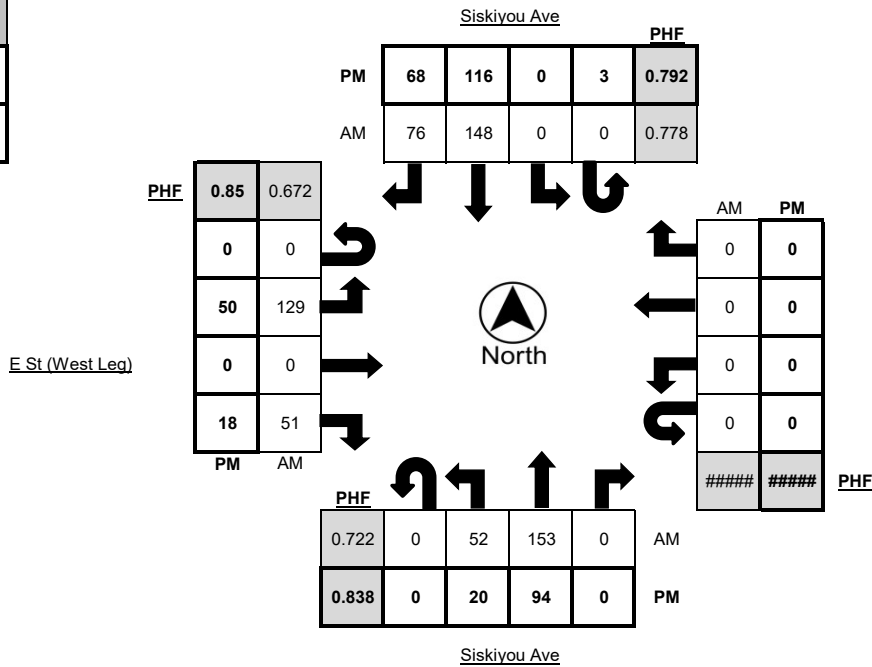 Siskiyou Ave
PHF
PM 68 116 0 3 0.792
AM 76 148 0 0 0.778
PHF 0.85 0.672
AM PM
0 0
0 0
50 129
0 0
North
E St (West Leg)
0 0
0 0
18 51
0 0
PM AM
##### ##### PHF
PHF
0.722 0 52 153 0 AM
0.838 0 20 94 0 PM
Siskiyou Ave